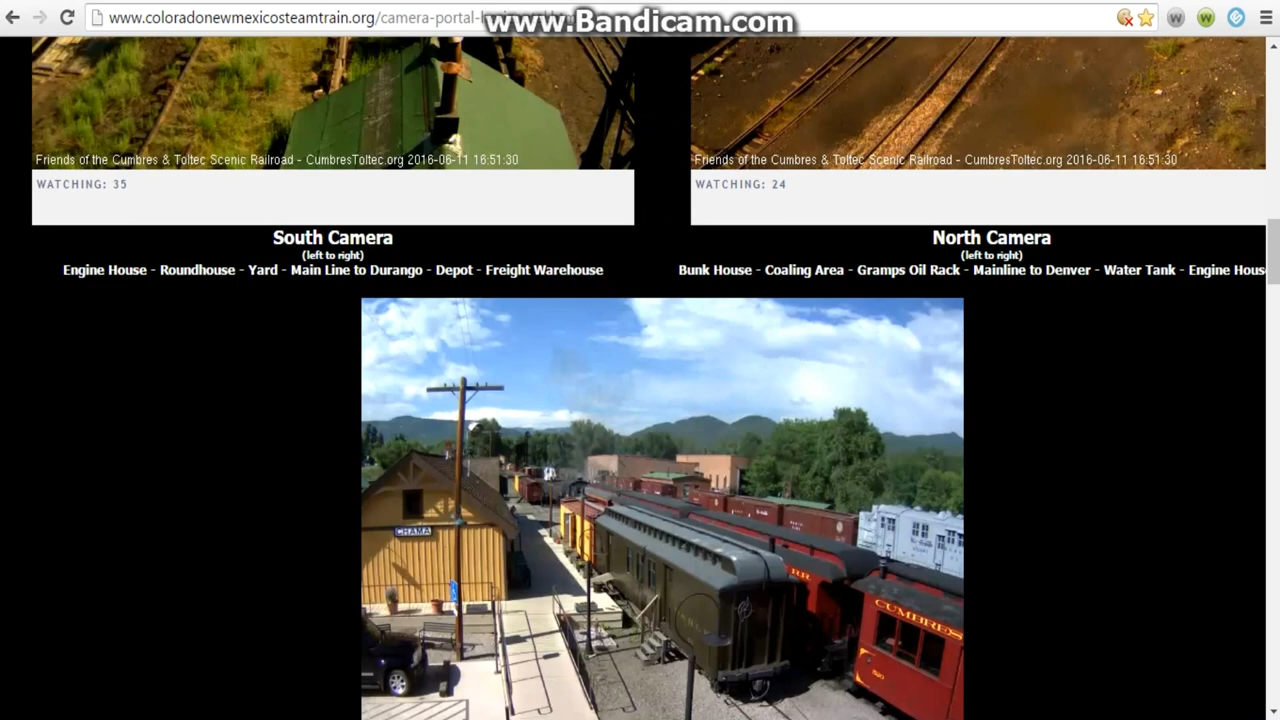 www.coloradonewmexicosteamtrain.org/camera-portal
www.Bandicam.com
Friends of the Cumbres & Toltec Scenic Railroad - CumbresToltec.org 2016-06-11 16:51:30
Friends of the Cumbres & Toltec Scenic Railroad - CumbresToltec.org 2016-06-11 16:51:30
WATCHING: 35
WATCHING: 24
South Camera
(left to right)
Engine House - Roundhouse - Yard - Main Line to Durango - Depot - Freight Warehouse
North Camera
(left to right)
Bunk House - Coaling Area - Gramps Oil Rack - Mainline to Denver - Water Tank - Engine Hous
CHAMA
RR
CUMBRES